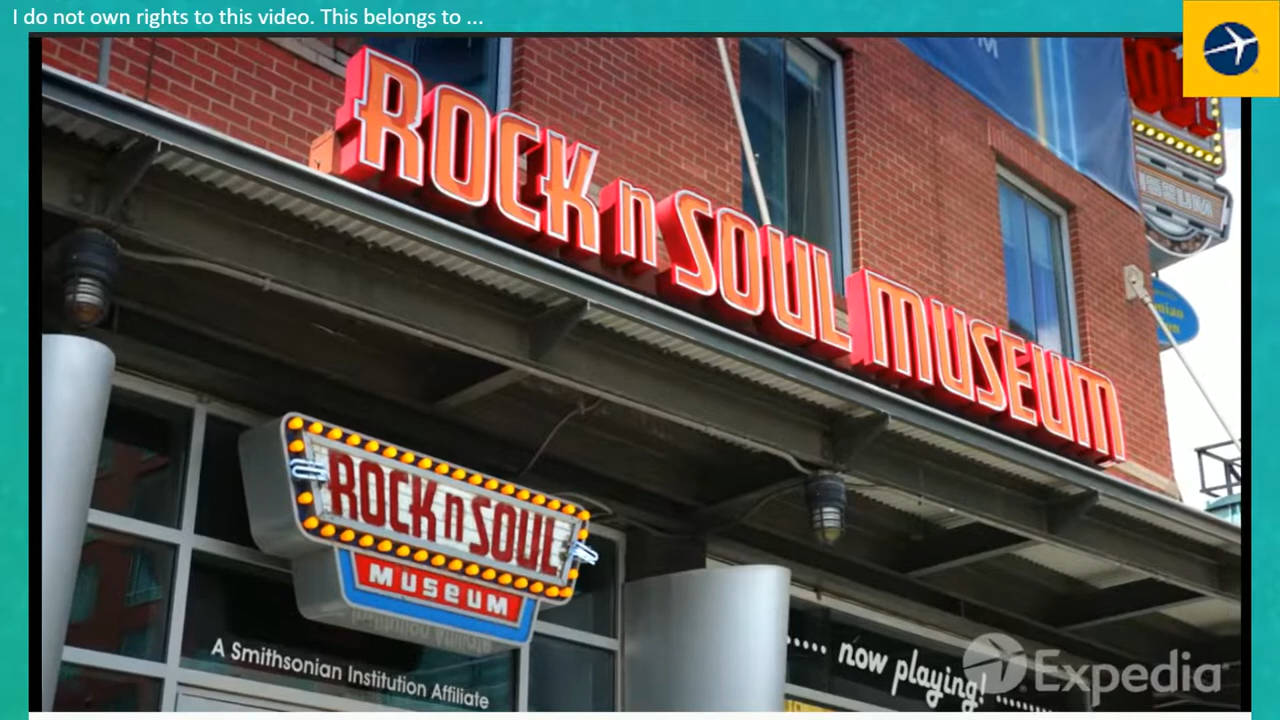 I do not own rights to this video. This belongs to ...
ROCK n SOUL MUSEUM
ROCK n SOUL
MUSEUM
A Smithsonian Institution Affiliate
..... now playing! ..........
Expedia